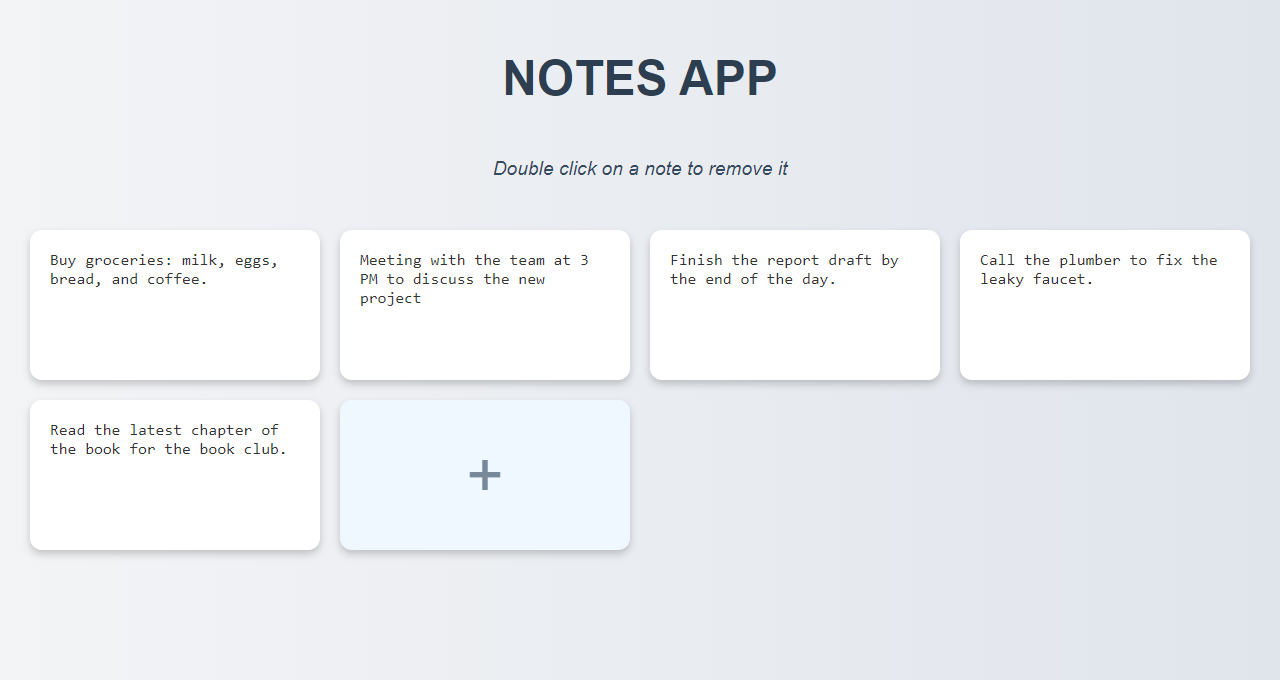 NOTES APP
Double click on a note to remove it
Buy groceries: milk, eggs,
bread, and coffee.
Meeting with the team at 3
PM to discuss the new
project
Finish the report draft by
the end of the day.
Call the plumber to fix the
leaky faucet.
Read the latest chapter of
the book for the book club.
+